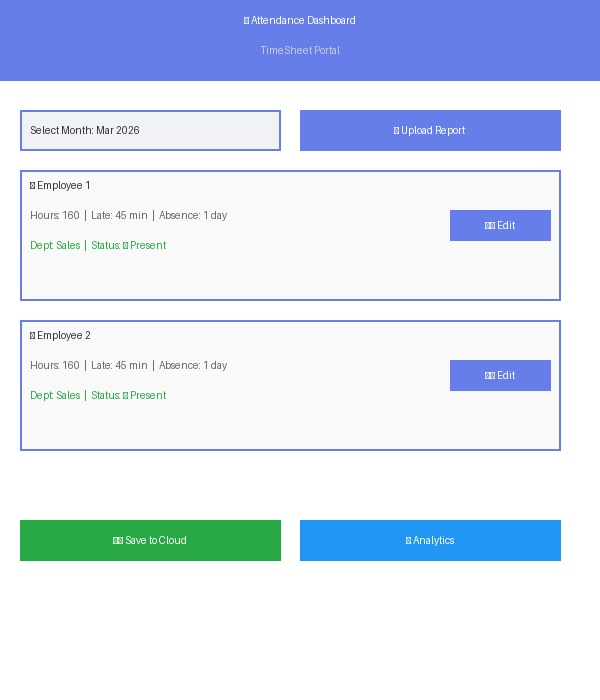 Attendance Dashboard
TimeSheet Portal
Select Month: Mar 2026
Upload Report
Employee 1
Hours: 160 | Late: 45 min | Absence: 1 day
Edit
Dept: Sales | Status: Present
Employee 2
Hours: 160 | Late: 45 min | Absence: 1 day
Edit
Dept: Sales | Status: Present
Save to Cloud
Analytics